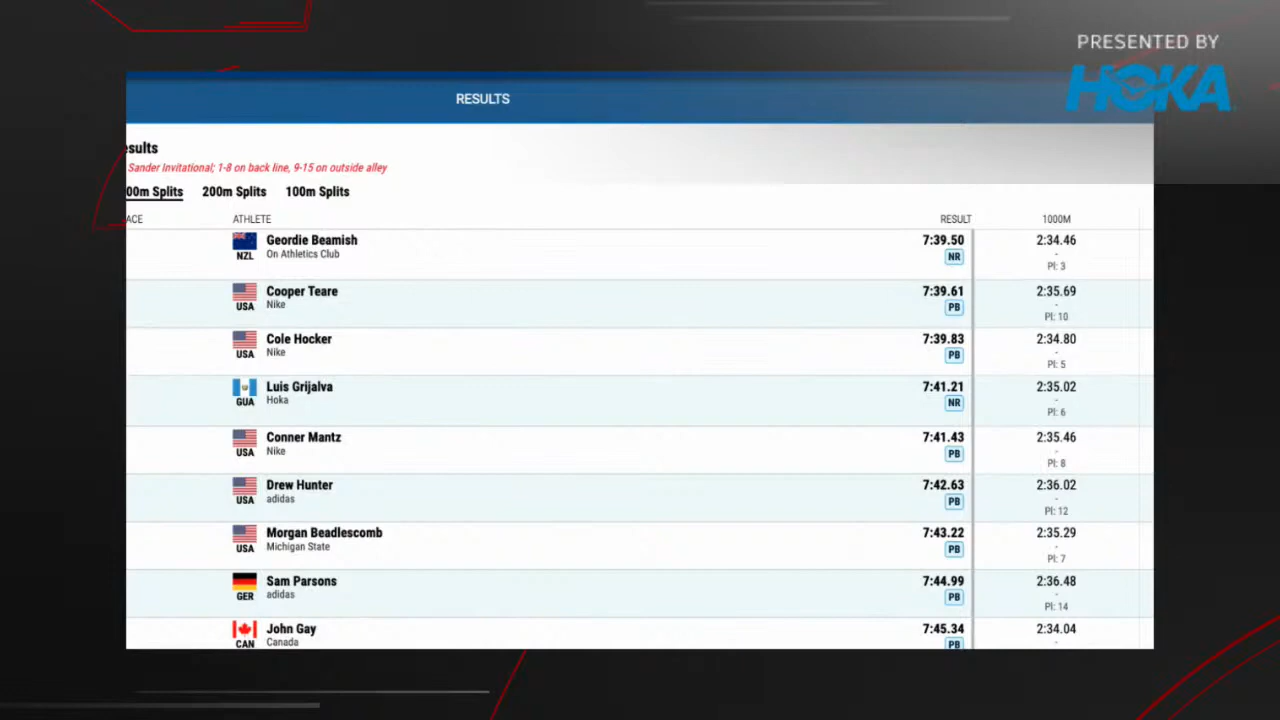 PRESENTED BY
HOKA
RESULTS
esults
Sander Invitational; 1-8 on back line, 9-15 on outside alley
00m Splits 200m Splits 100m Splits
ACE ATHLETE RESULT 1000M
NZL Geordie Beamish On Athletics Club 7:39.50 NR 2:34.46 - Pl: 3
USA Cooper Teare Nike 7:39.61 PB 2:35.69 - Pl: 10
USA Cole Hocker Nike 7:39.83 PB 2:34.80 - Pl: 5
GUA Luis Grijalva Hoka 7:41.21 NR 2:35.02 - Pl: 6
USA Conner Mantz Nike 7:41.43 PB 2:35.46 - Pl: 8
USA Drew Hunter adidas 7:42.63 PB 2:36.02 - Pl: 12
USA Morgan Beadlescomb Michigan State 7:43.22 PB 2:35.29 - Pl: 7
GER Sam Parsons adidas 7:44.99 PB 2:36.48 - Pl: 14
CAN John Gay Canada 7:45.34 PB 2:34.04 -